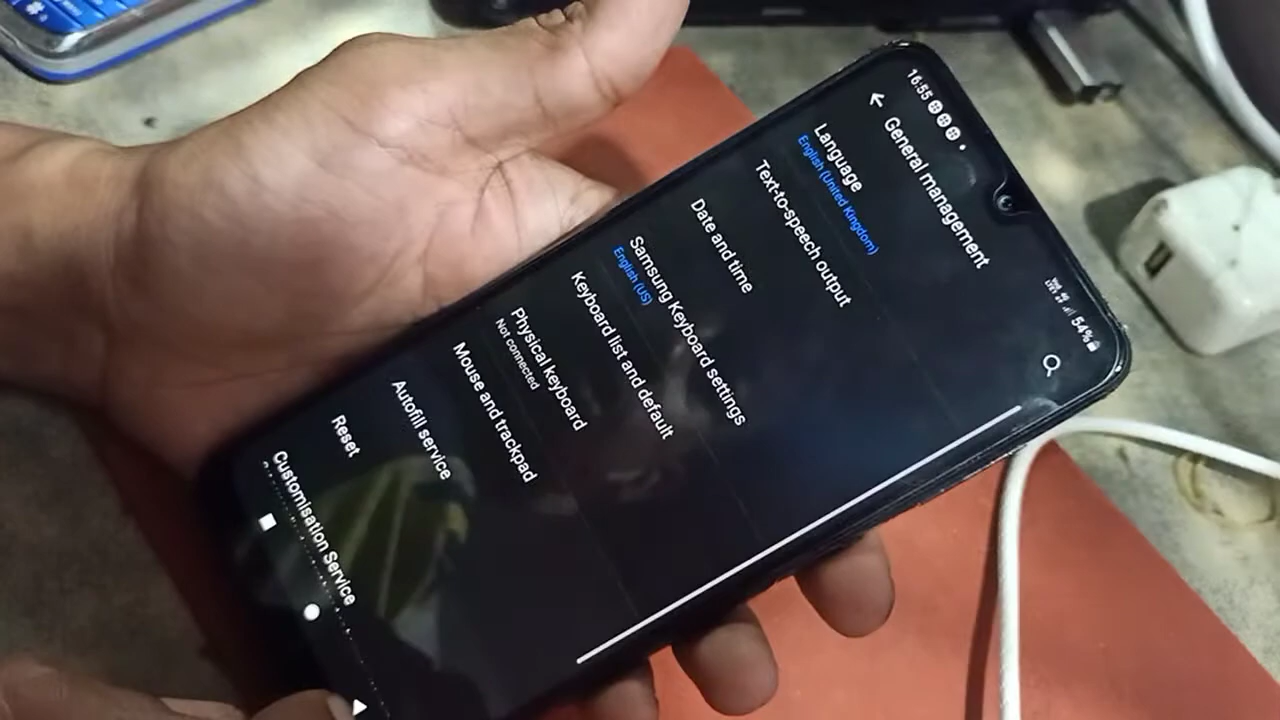 16:55
54%
General management
Language
English (United Kingdom)
Text-to-speech output
Date and time
Samsung Keyboard settings
English (US)
Keyboard list and default
Physical keyboard
Not connected
Mouse and trackpad
Autofill service
Reset
Customisation Service